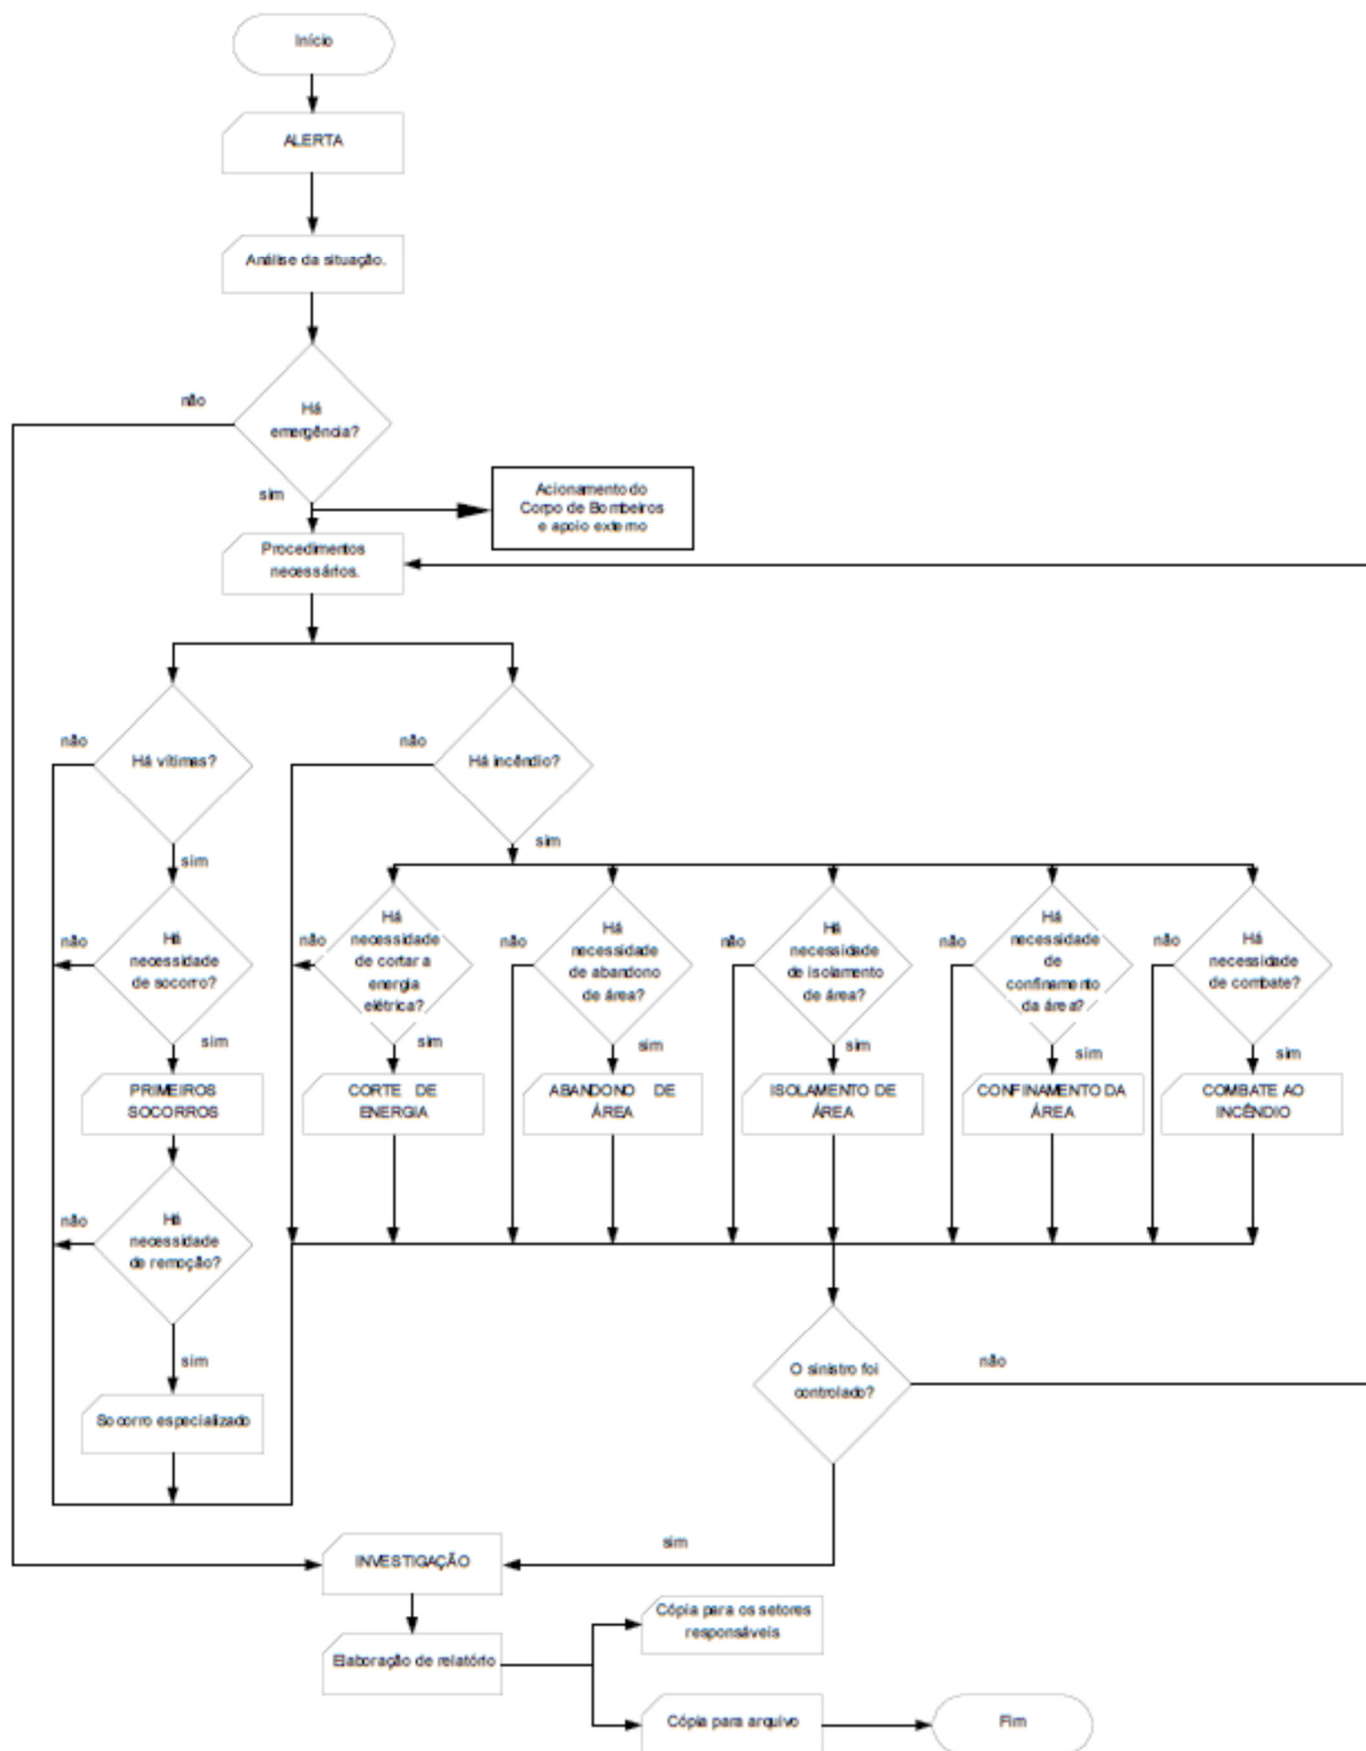 Início
ALERTA
Análise da situação.
não
Há
emergência?
sim
Acionamento do
Corpo de Bombeiros
e apoio externo
Procedimentos
necessários.
não
Há vítimas?
não
Há incêndio?
sim
sim
não
Há
necessidade
de socorro?
não
Há
necessidade
de cortar a
energia
elétrica?
não
Há
necessidade
de abandono
de área?
não
Há
necessidade
de isolamento
de área?
não
Há
necessidade
de
confinamento
da área?
não
Há
necessidade
de combate?
sim
sim
sim
sim
sim
sim
PRIMEIROS
SOCORROS
CORTE DE
ENERGIA
ABANDONO DE
ÁREA
ISOLAMENTO DE
ÁREA
CONFINAMENTO DA
ÁREA
COMBATE AO
INCÊNDIO
não
Há
necessidade
de remoção?
sim
Socorro especializado
O sinistro foi
controlado?
não
sim
INVESTIGAÇÃO
Elaboração de relatório
Cópia para os setores
responsáveis
Cópia para arquivo
Fim